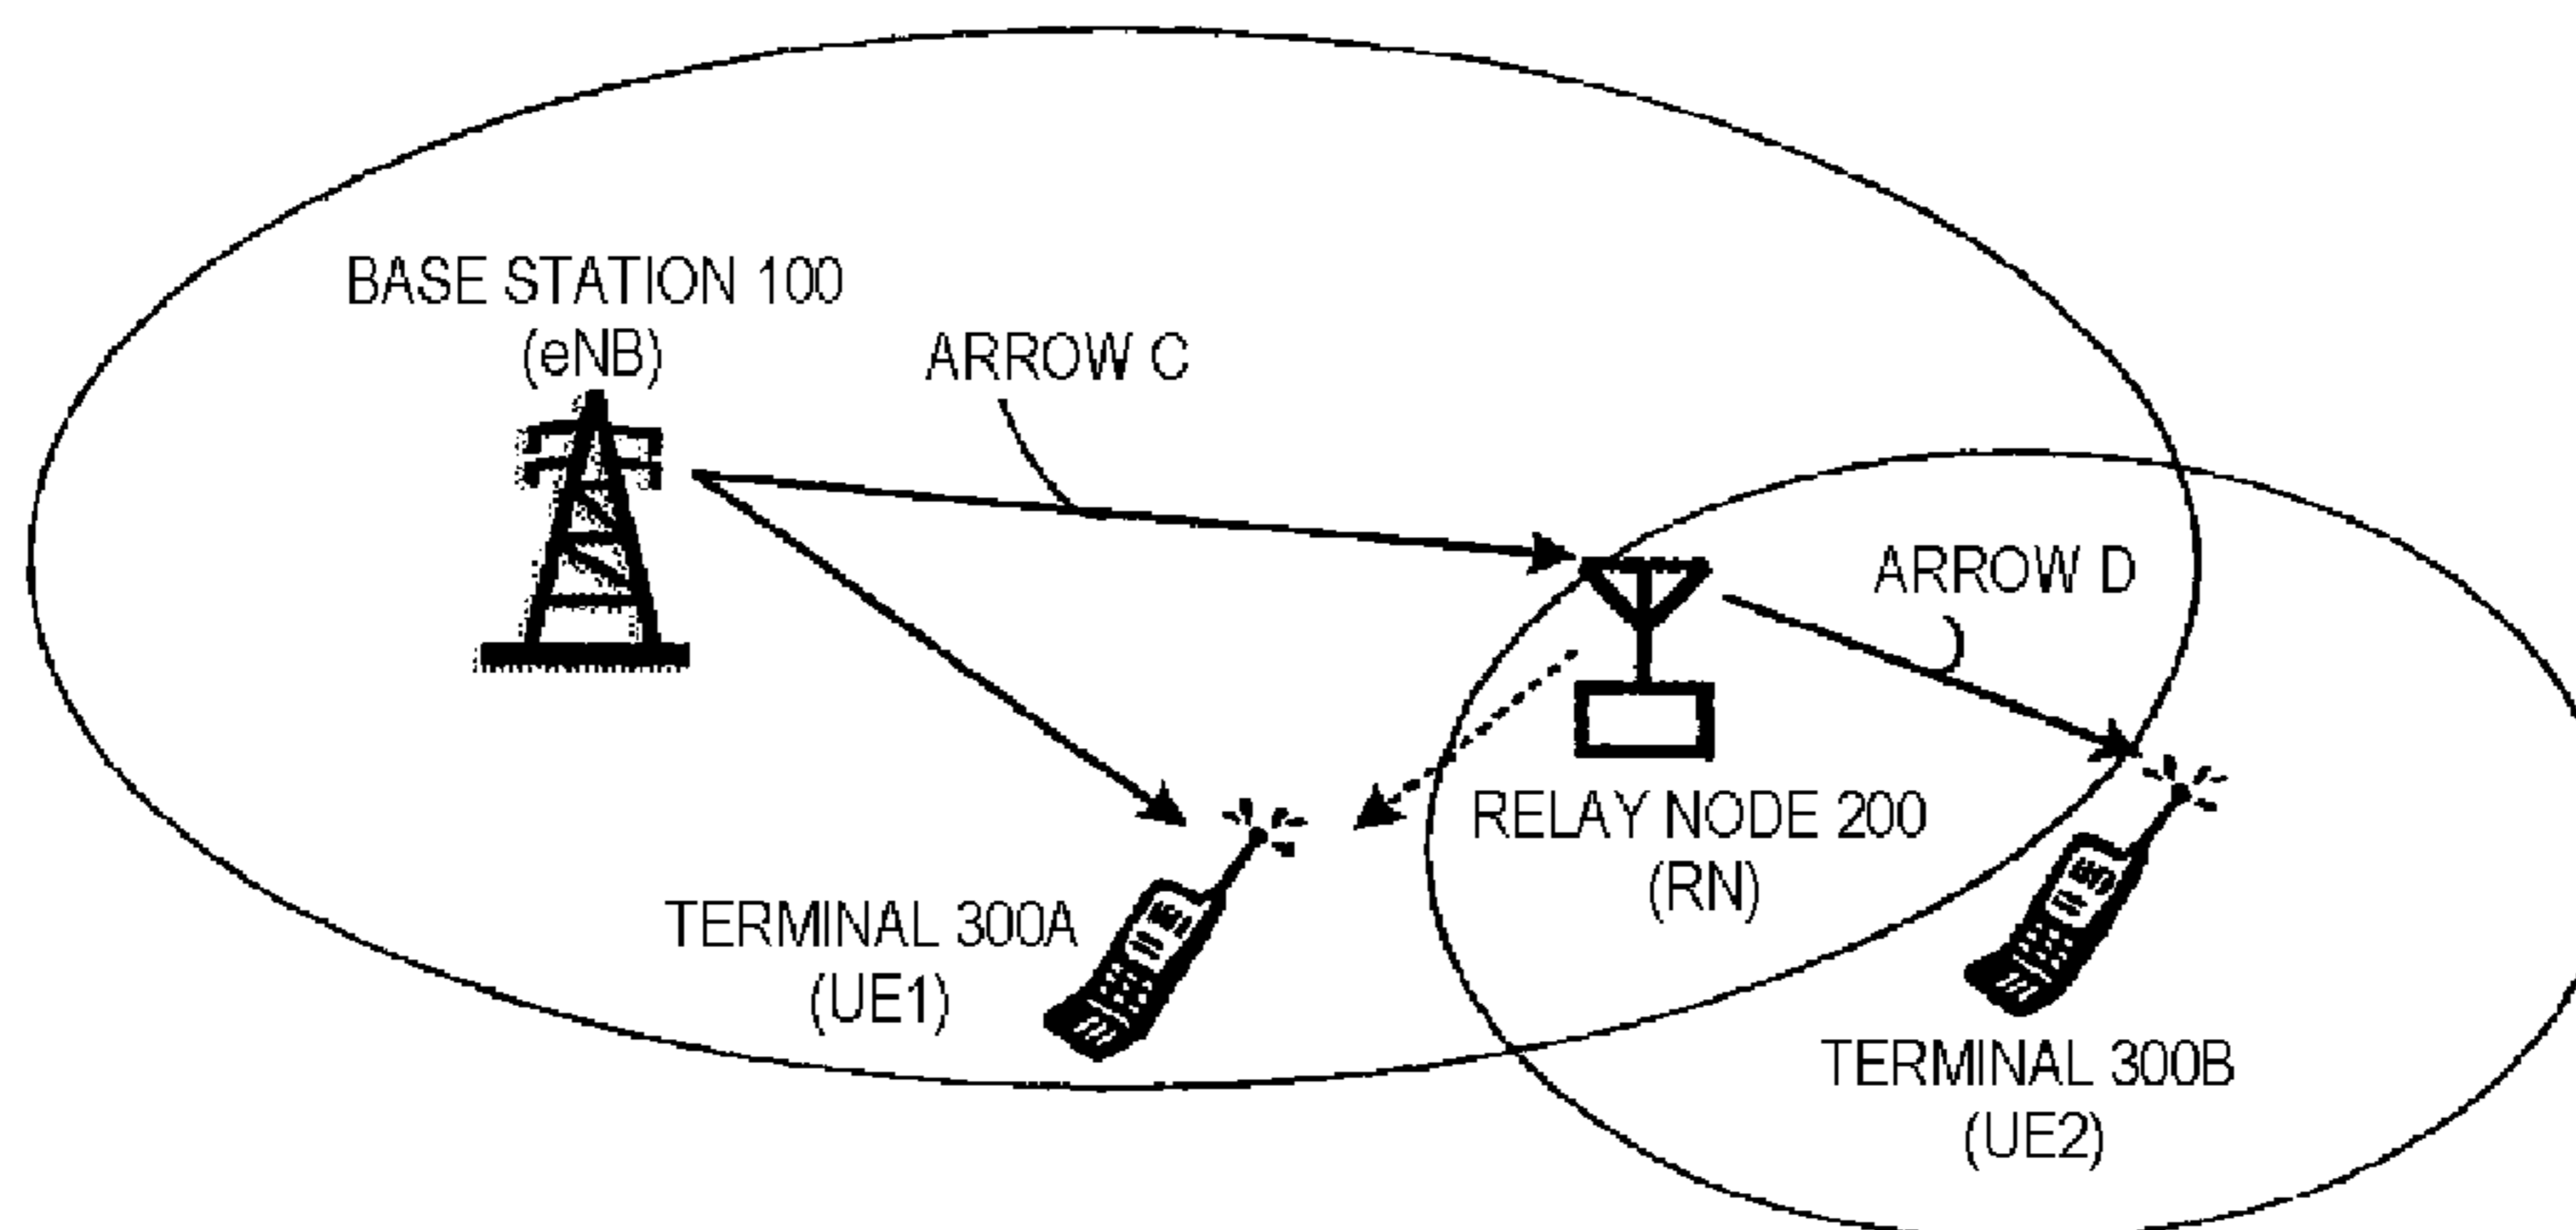 BASE STATION 100
(eNB)
ARROW C
ARROW D
RELAY NODE 200
(RN)
TERMINAL 300A
(UE1)
TERMINAL 300B
(UE2)